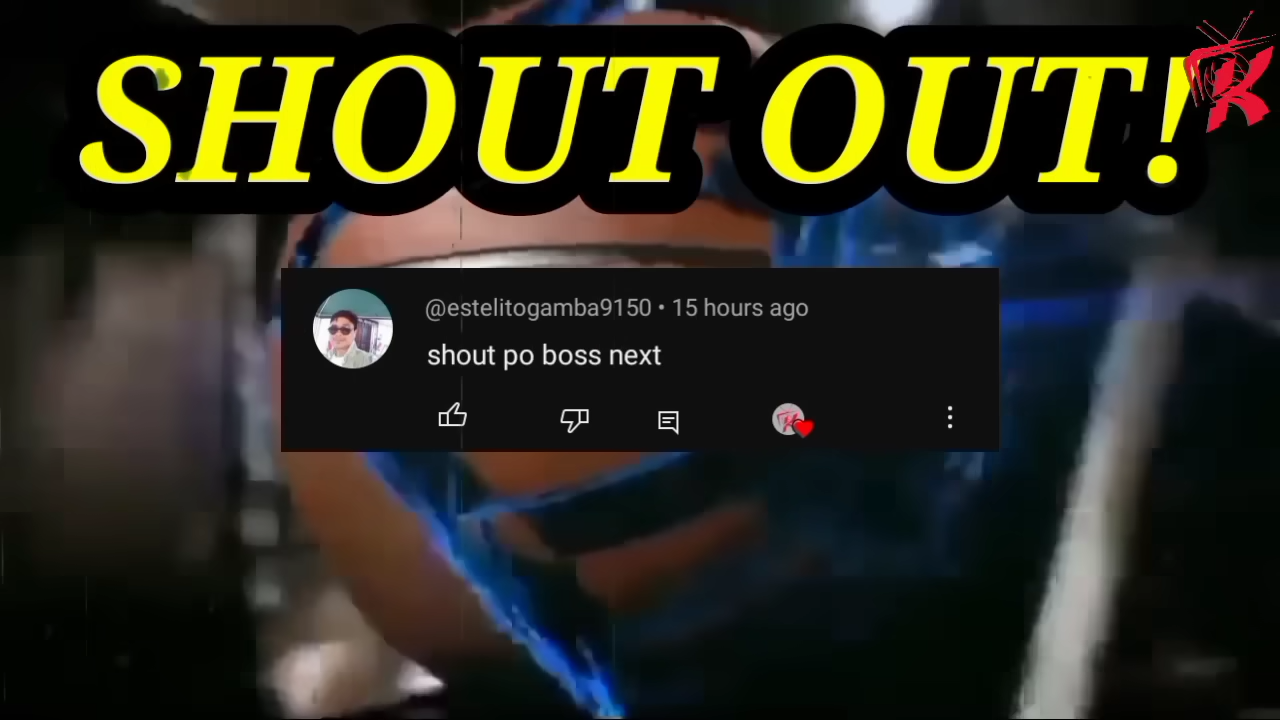 SHOUT OUT!
K
@estelitogamba9150 • 15 hours ago
shout po boss next